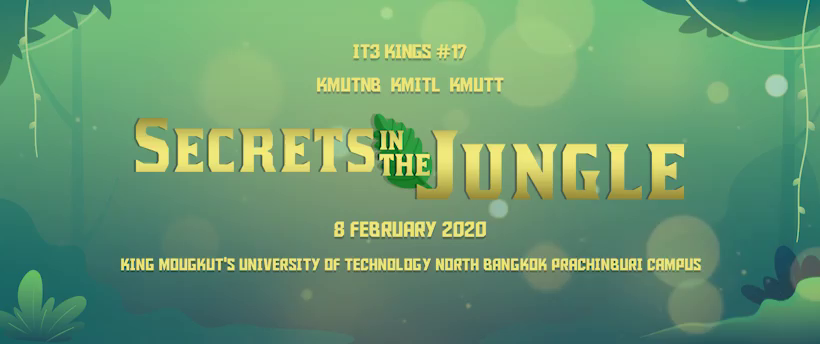 IT3 KINGS #17
KMUTNB KMITL KMUTT
SECRETS IN THE JUNGLE
8 FEBRUARY 2020
KING MOUGKUT'S UNIVERSITY OF TECHNOLOGY NORTH BANGKOK PRACHINBURI CAMPUS